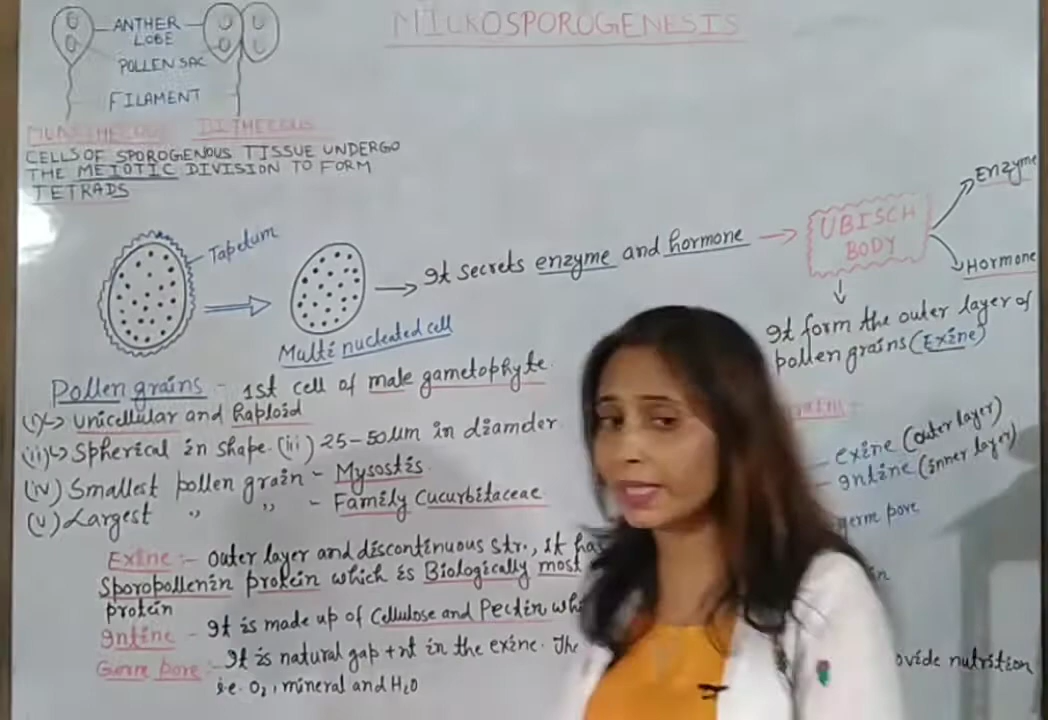 MICROSPOROGENESIS
ANTHER
LOBE
POLLEN SAC
FILAMENT
DITHECOUS
CELLS OF SPOROGENOUS TISSUE UNDERGO
THE MEIOTIC DIVISION TO FORM
TETRADS
Tapetum
Multi nucleated cell
It secrets enzyme and hormone
UBISCH
BODY
Enzyme
Hormone
It form the outer layer of
pollen grains (Exine)
Pollen grains - 1st cell of male gametophyte
(i)→ Unicellular and haploid
(ii)↳ Spherical in shape. (iii) 25-50µm in diameter
(iv) Smallest pollen grain - Mysostis
(v) Largest " " - Family Cucurbitaceae
exine (outer layer)
Intine (inner layer)
germ pore
Exine :- Outer layer and discontinuous str., it has
Sporopollenin protein which is Biologically most
protein
Intine - It is made up of Cellulose and Pectin
Germ pore :- It is natural gap +nt in the exine. The
i.e. O2, mineral and H2O
ovide nutrition